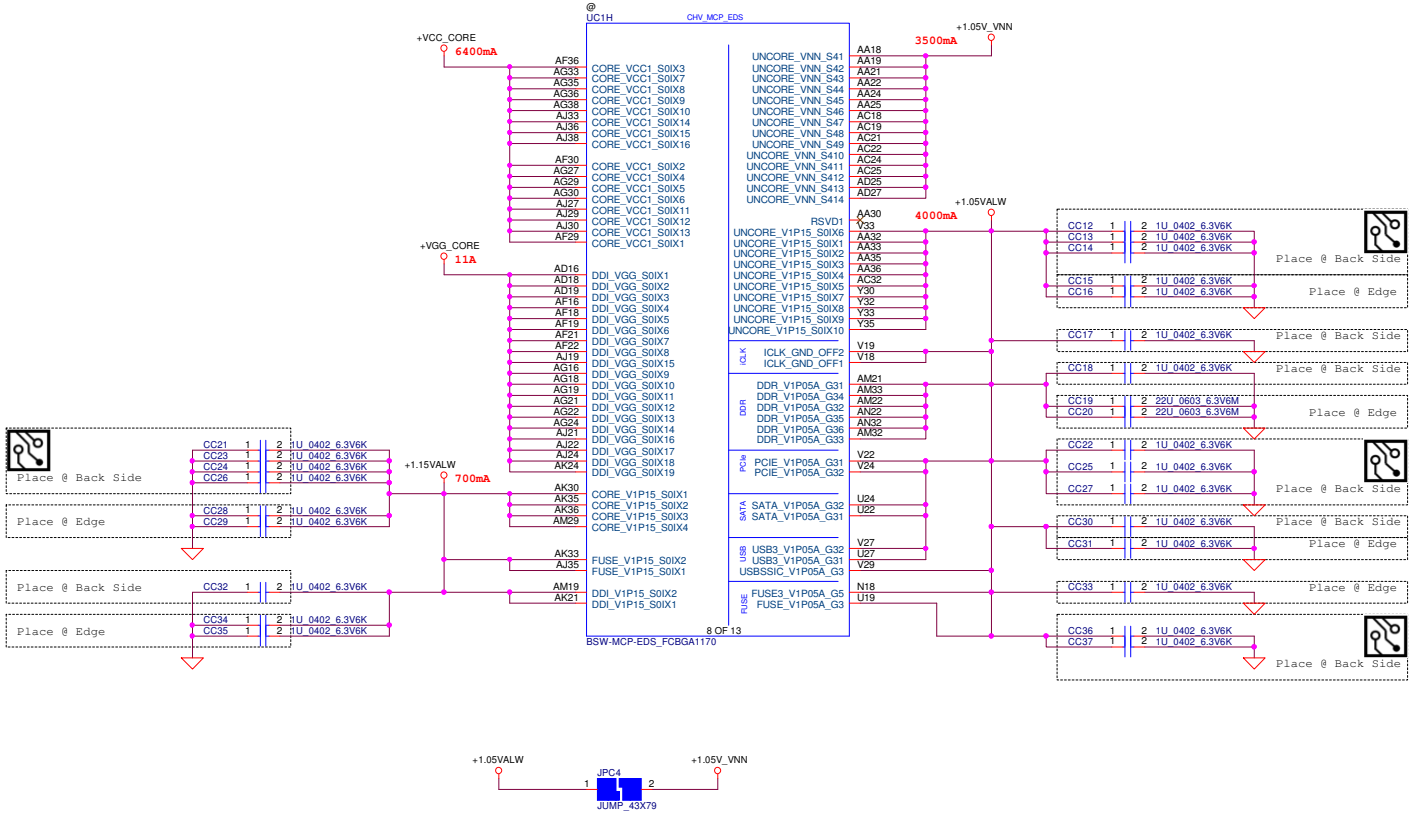 @
UC1H
CHV_MCP_EDS
+VCC_CORE
6400mA
AF36 CORE_VCC1_S0IX3
AG33 CORE_VCC1_S0IX7
AG35 CORE_VCC1_S0IX8
AG36 CORE_VCC1_S0IX9
AG38 CORE_VCC1_S0IX10
AJ33 CORE_VCC1_S0IX14
AJ36 CORE_VCC1_S0IX15
AJ38 CORE_VCC1_S0IX16
AF30 CORE_VCC1_S0IX2
AG27 CORE_VCC1_S0IX4
AG29 CORE_VCC1_S0IX5
AG30 CORE_VCC1_S0IX6
AJ27 CORE_VCC1_S0IX11
AJ29 CORE_VCC1_S0IX12
AJ30 CORE_VCC1_S0IX13
AF29 CORE_VCC1_S0IX1
+VGG_CORE
11A
AD16 DDI_VGG_S0IX1
AD18 DDI_VGG_S0IX2
AD19 DDI_VGG_S0IX3
AF16 DDI_VGG_S0IX4
AF18 DDI_VGG_S0IX5
AF19 DDI_VGG_S0IX6
AF21 DDI_VGG_S0IX7
AF22 DDI_VGG_S0IX8
AJ19 DDI_VGG_S0IX15
AG16 DDI_VGG_S0IX9
AG18 DDI_VGG_S0IX10
AG19 DDI_VGG_S0IX11
AG21 DDI_VGG_S0IX12
AG22 DDI_VGG_S0IX13
AG24 DDI_VGG_S0IX14
AJ21 DDI_VGG_S0IX16
AJ22 DDI_VGG_S0IX17
AJ24 DDI_VGG_S0IX18
AK24 DDI_VGG_S0IX19
+1.15VALW
700mA
AK30 CORE_V1P15_S0IX1
AK35 CORE_V1P15_S0IX2
AK36 CORE_V1P15_S0IX3
AM29 CORE_V1P15_S0IX4
AK33 FUSE_V1P15_S0IX2
AJ35 FUSE_V1P15_S0IX1
AM19 DDI_V1P15_S0IX2
AK21 DDI_V1P15_S0IX1
8 OF 13
BSW-MCP-EDS_FCBGA1170
+1.05V_VNN
3500mA
UNCORE_VNN_S41 AA18
UNCORE_VNN_S42 AA19
UNCORE_VNN_S43 AA21
UNCORE_VNN_S44 AA22
UNCORE_VNN_S45 AA24
UNCORE_VNN_S46 AA25
UNCORE_VNN_S47 AC18
UNCORE_VNN_S48 AC19
UNCORE_VNN_S49 AC21
UNCORE_VNN_S410 AC22
UNCORE_VNN_S411 AC24
UNCORE_VNN_S412 AC25
UNCORE_VNN_S413 AD25
UNCORE_VNN_S414 AD27
+1.05VALW
4000mA
RSVD1 AA30
UNCORE_V1P15_S0IX6 V33
UNCORE_V1P15_S0IX1 AA32
UNCORE_V1P15_S0IX2 AA33
UNCORE_V1P15_S0IX3 AA35
UNCORE_V1P15_S0IX4 AA36
UNCORE_V1P15_S0IX5 AC32
UNCORE_V1P15_S0IX7 Y30
UNCORE_V1P15_S0IX8 Y32
UNCORE_V1P15_S0IX9 Y33
UNCORE_V1P15_S0IX10 Y35
iCLK
ICLK_GND_OFF2 V19
ICLK_GND_OFF1 V18
DDR
DDR_V1P05A_G31 AM21
DDR_V1P05A_G34 AM33
DDR_V1P05A_G32 AM22
DDR_V1P05A_G35 AN22
DDR_V1P05A_G36 AN32
DDR_V1P05A_G33 AM32
PCIe
PCIE_V1P05A_G31 V22
PCIE_V1P05A_G32 V24
SATA
SATA_V1P05A_G32 U24
SATA_V1P05A_G31 U22
USB
USB3_V1P05A_G32 V27
USB3_V1P05A_G31 U27
USBSSIC_V1P05A_G3 V29
FUSE
FUSE3_V1P05A_G5 N18
FUSE_V1P05A_G3 U19
CC12 1 2 1U_0402_6.3V6K
CC13 1 2 1U_0402_6.3V6K
CC14 1 2 1U_0402_6.3V6K
Place @ Back Side
CC15 1 2 1U_0402_6.3V6K
CC16 1 2 1U_0402_6.3V6K
Place @ Edge
CC17 1 2 1U_0402_6.3V6K
Place @ Back Side
CC18 1 2 1U_0402_6.3V6K
Place @ Back Side
CC19 1 2 22U_0603_6.3V6M
CC20 1 2 22U_0603_6.3V6M
Place @ Edge
CC22 1 2 1U_0402_6.3V6K
CC25 1 2 1U_0402_6.3V6K
CC27 1 2 1U_0402_6.3V6K
Place @ Back Side
CC30 1 2 1U_0402_6.3V6K
Place @ Back Side
CC31 1 2 1U_0402_6.3V6K
Place @ Edge
CC33 1 2 1U_0402_6.3V6K
Place @ Edge
CC36 1 2 1U_0402_6.3V6K
CC37 1 2 1U_0402_6.3V6K
Place @ Back Side
CC21 1 2 1U_0402_6.3V6K
CC23 1 2 1U_0402_6.3V6K
CC24 1 2 1U_0402_6.3V6K
CC26 1 2 1U_0402_6.3V6K
Place @ Back Side
CC28 1 2 1U_0402_6.3V6K
CC29 1 2 1U_0402_6.3V6K
Place @ Edge
CC32 1 2 1U_0402_6.3V6K
Place @ Back Side
CC34 1 2 1U_0402_6.3V6K
CC35 1 2 1U_0402_6.3V6K
Place @ Edge
+1.05VALW
+1.05V_VNN
JPC4
1 2
JUMP_43X79